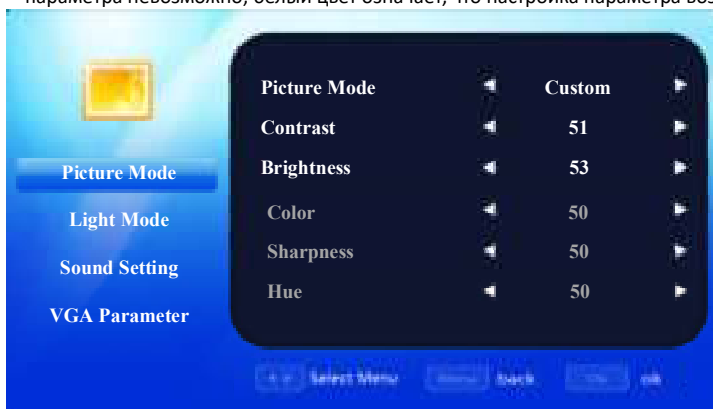 параметра невозможно, белый цвет означает, что настройка параметра воз
Picture Mode Custom
Contrast 51
Picture Mode
Brightness 53
Light Mode
Color 50
Sharpness 50
Sound Setting
Hue 50
VGA Parameter
Select Menu back ok